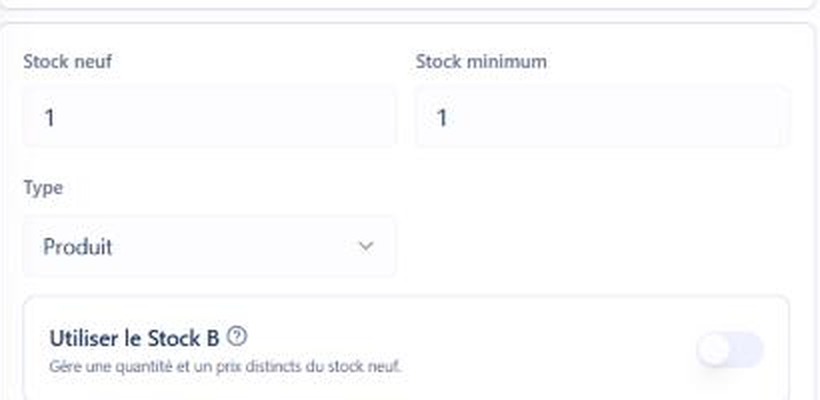 Stock neuf
Stock minimum
1
1
Type
Produit
Utiliser le Stock B ?
Gère une quantité et un prix distincts du stock neuf.